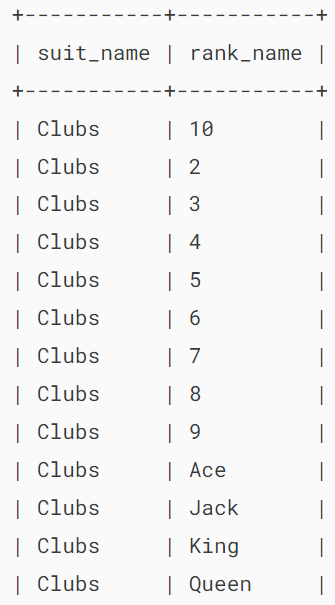 +-----------+-----------+
| suit_name | rank_name |
+-----------+-----------+
| Clubs     | 10        |
| Clubs     | 2         |
| Clubs     | 3         |
| Clubs     | 4         |
| Clubs     | 5         |
| Clubs     | 6         |
| Clubs     | 7         |
| Clubs     | 8         |
| Clubs     | 9         |
| Clubs     | Ace       |
| Clubs     | Jack      |
| Clubs     | King      |
| Clubs     | Queen     |